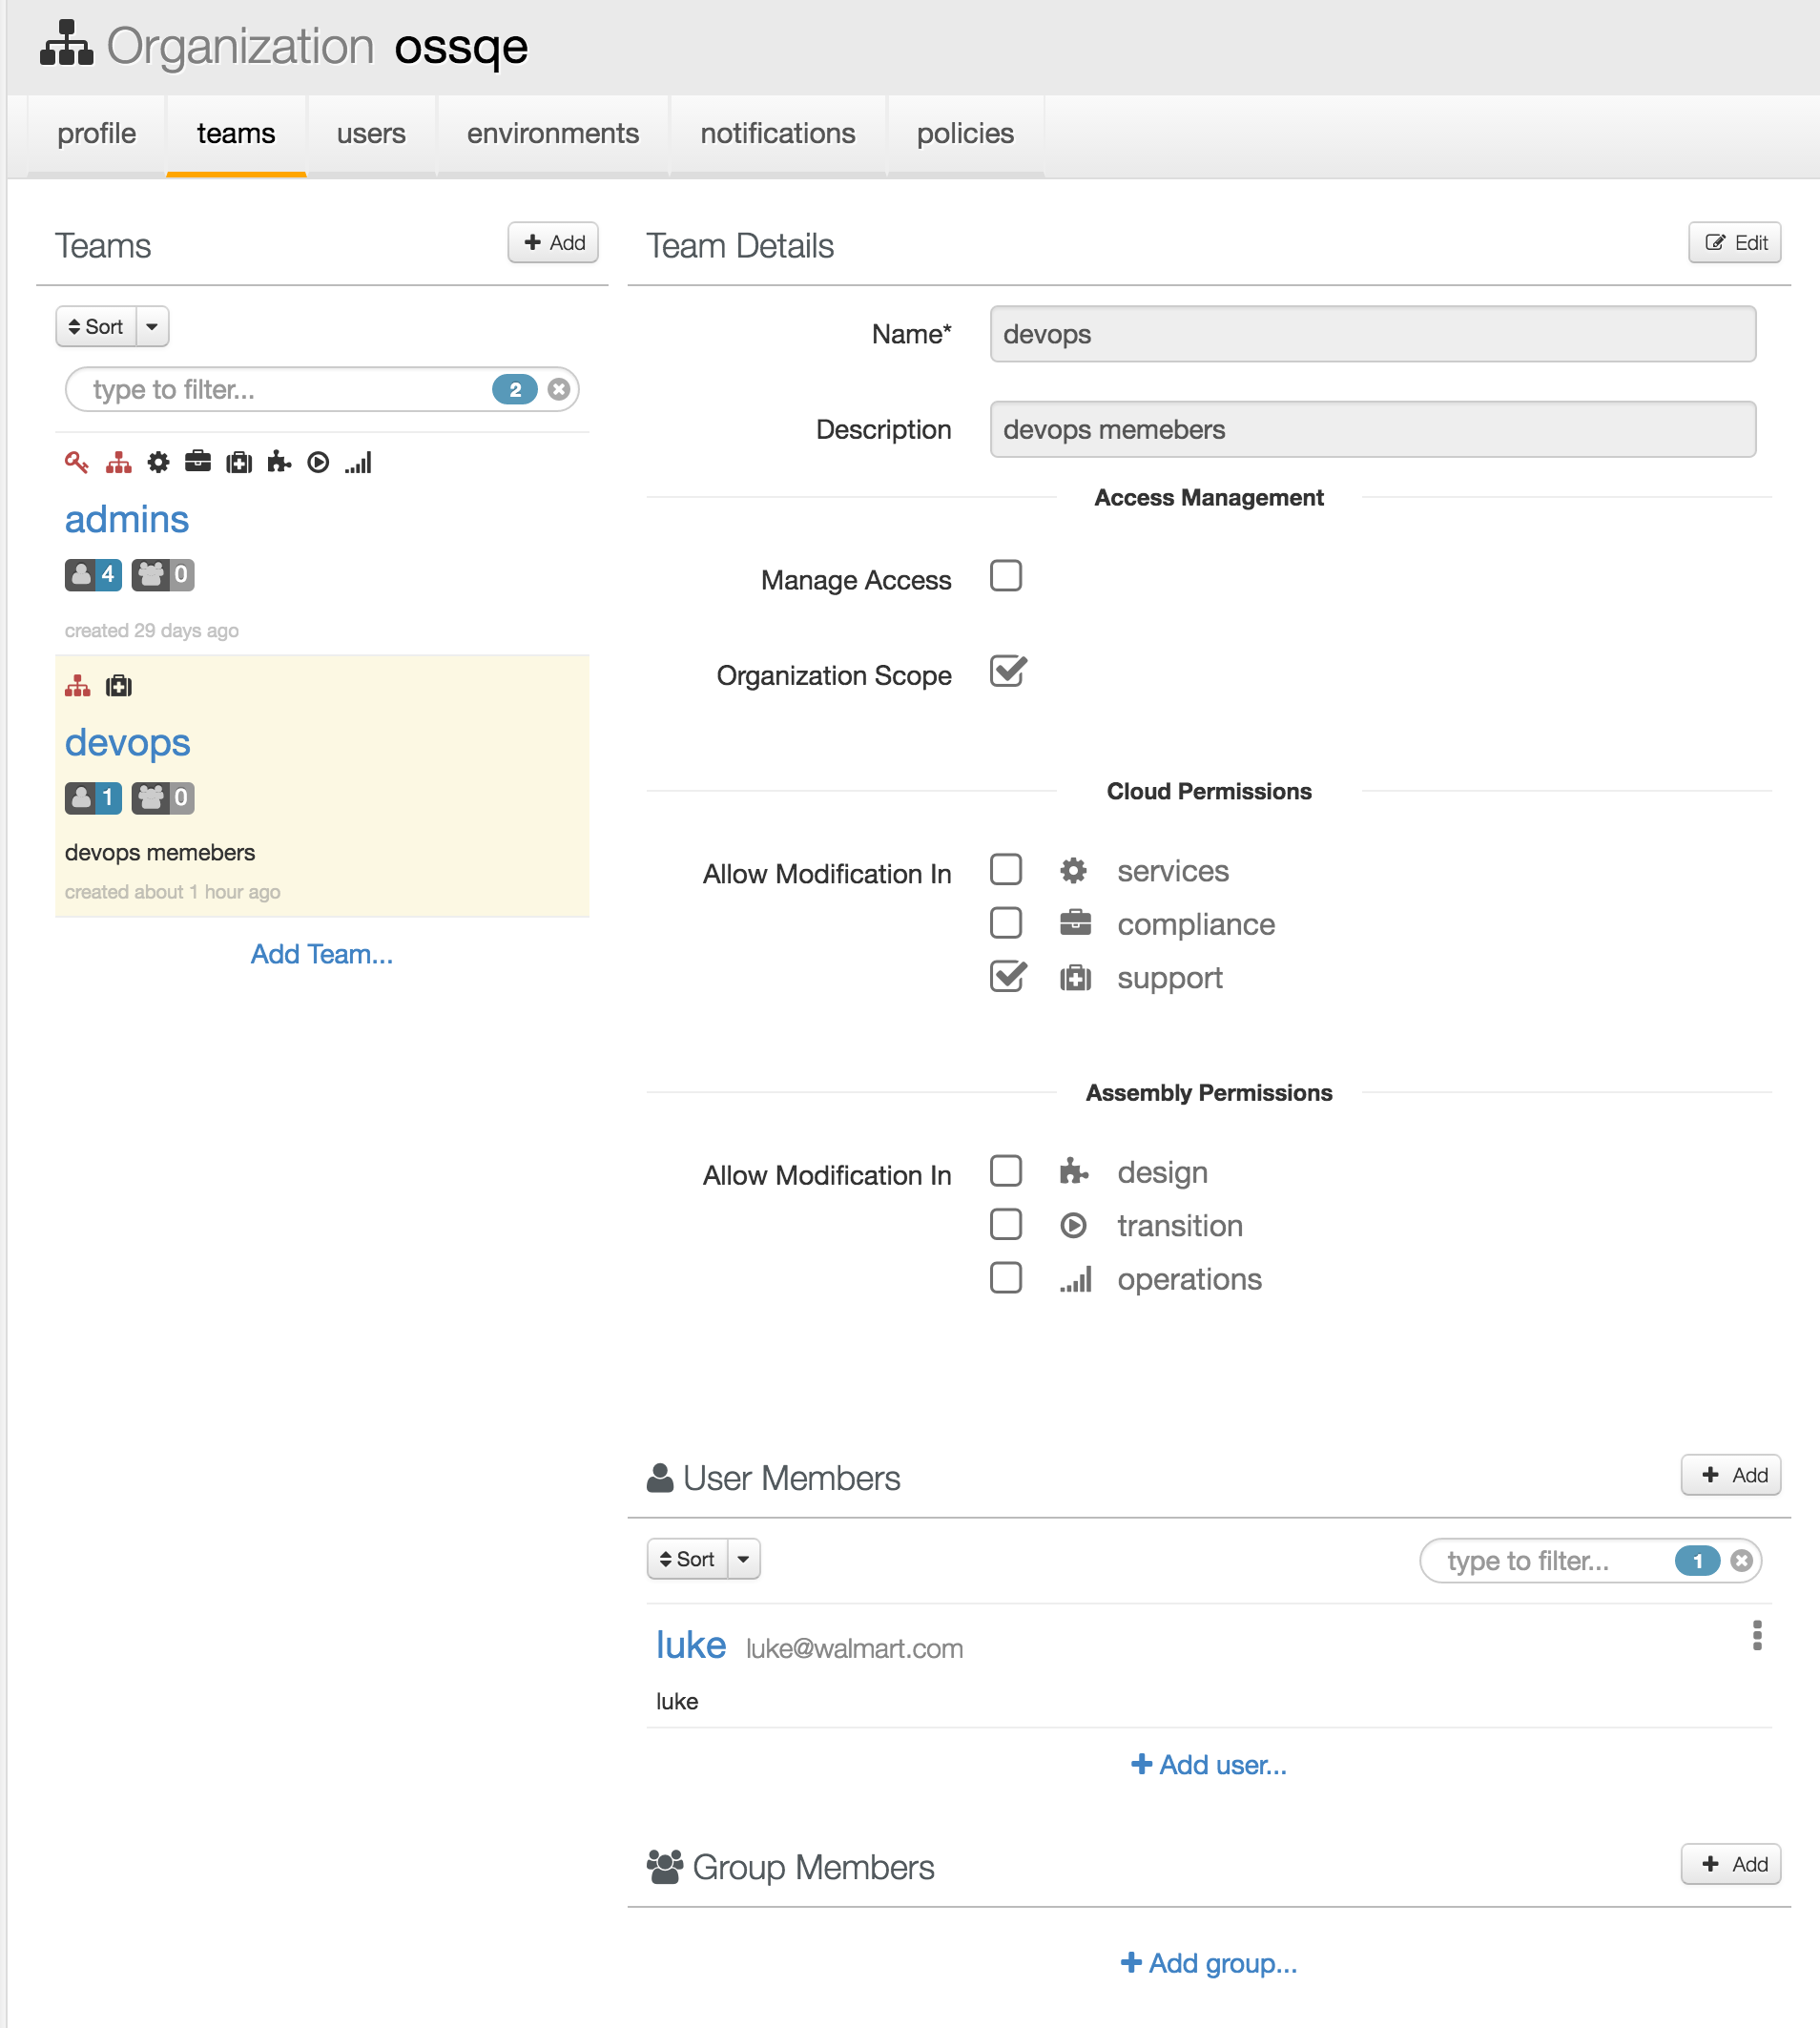 Organization ossqe
profile teams users environments notifications policies
Teams
Add
Sort
type to filter... 2
admins
4 0
created 29 days ago
devops
1 0
devops memebers
created about 1 hour ago
Add Team...
Team Details
Edit
Name* devops
Description devops memebers
Access Management
Manage Access
Organization Scope
Cloud Permissions
Allow Modification In services
compliance
support
Assembly Permissions
Allow Modification In design
transition
operations
User Members
Add
Sort
type to filter... 1
luke luke@walmart.com
luke
Add user...
Group Members
Add
Add group...